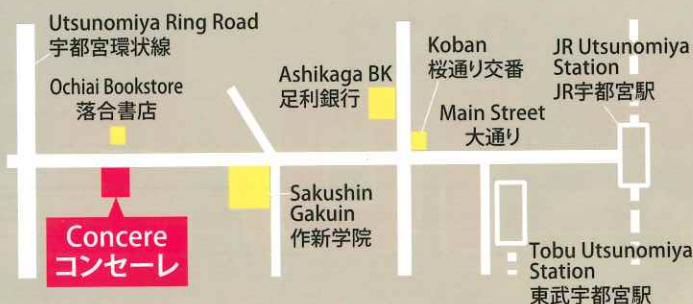 Utsunomiya Ring Road
宇都宮環状線
Ochiai Bookstore
落合書店
Ashikaga BK
足利銀行
Koban
桜通り交番
Main Street
大通り
JR Utsunomiya
Station
JR宇都宮駅
Concere
コンセーレ
Sakushin
Gakuin
作新学院
Tobu Utsunomiya
Station
東武宇都宮駅